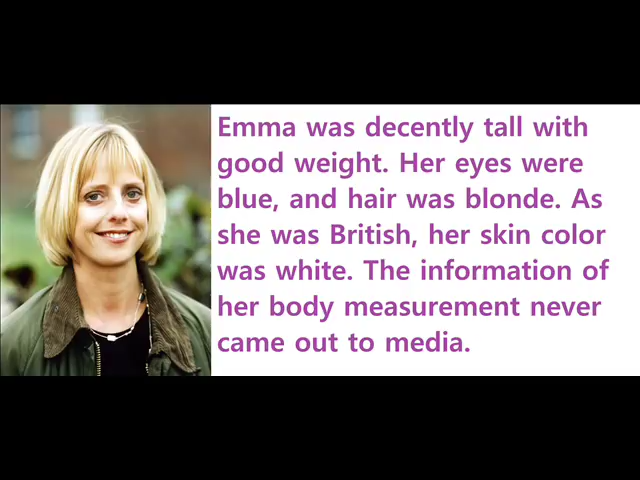 Emma was decently tall with
good weight. Her eyes were
blue, and hair was blonde. As
she was British, her skin color
was white. The information of
her body measurement never
came out to media.